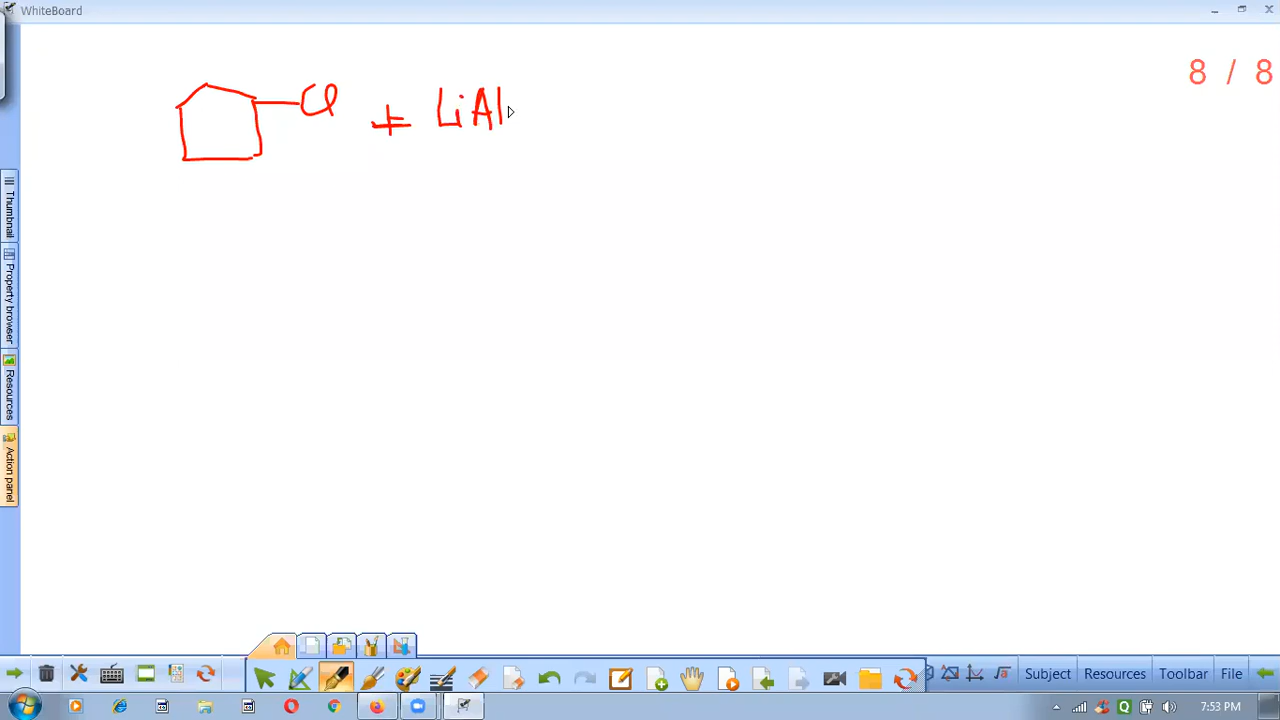 WhiteBoard
8 / 8
Cl + LiAl
Thumbnail
Property browser
Resources
Action panel
Subject Resources Toolbar File
7:53 PM